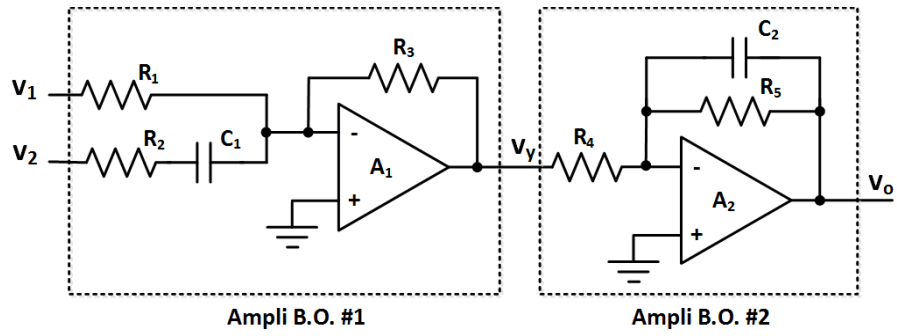 R₃
C₂
V₁
R₁
R₅
R₂
C₁
-
R₄
V₂
A₁
Vy
-
A₂
Vo
+
+
Ampli B.O. #1
Ampli B.O. #2